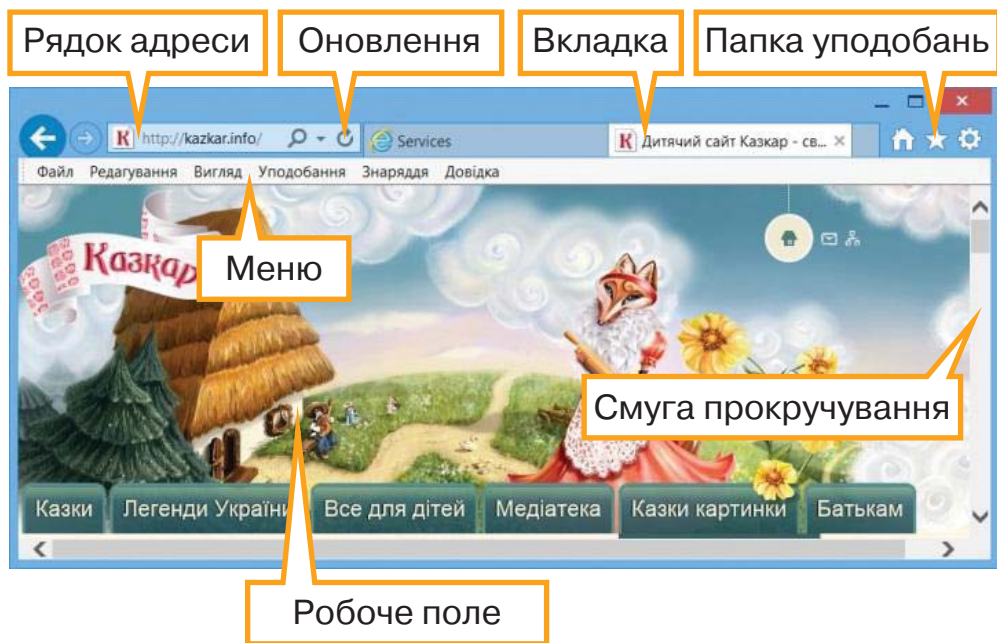 Рядок адреси
Оновлення
Вкладка
Папка уподобань
http://kazkar.info/
Services
Дитячий сайт Казкар - св...
Файл Редагування Вигляд Уподобання Знаряддя Довідка
Казкар
Меню
Смуга прокручування
Казки
Легенди України
Все для дітей
Медіатека
Казки картинки
Батькам
Робоче поле